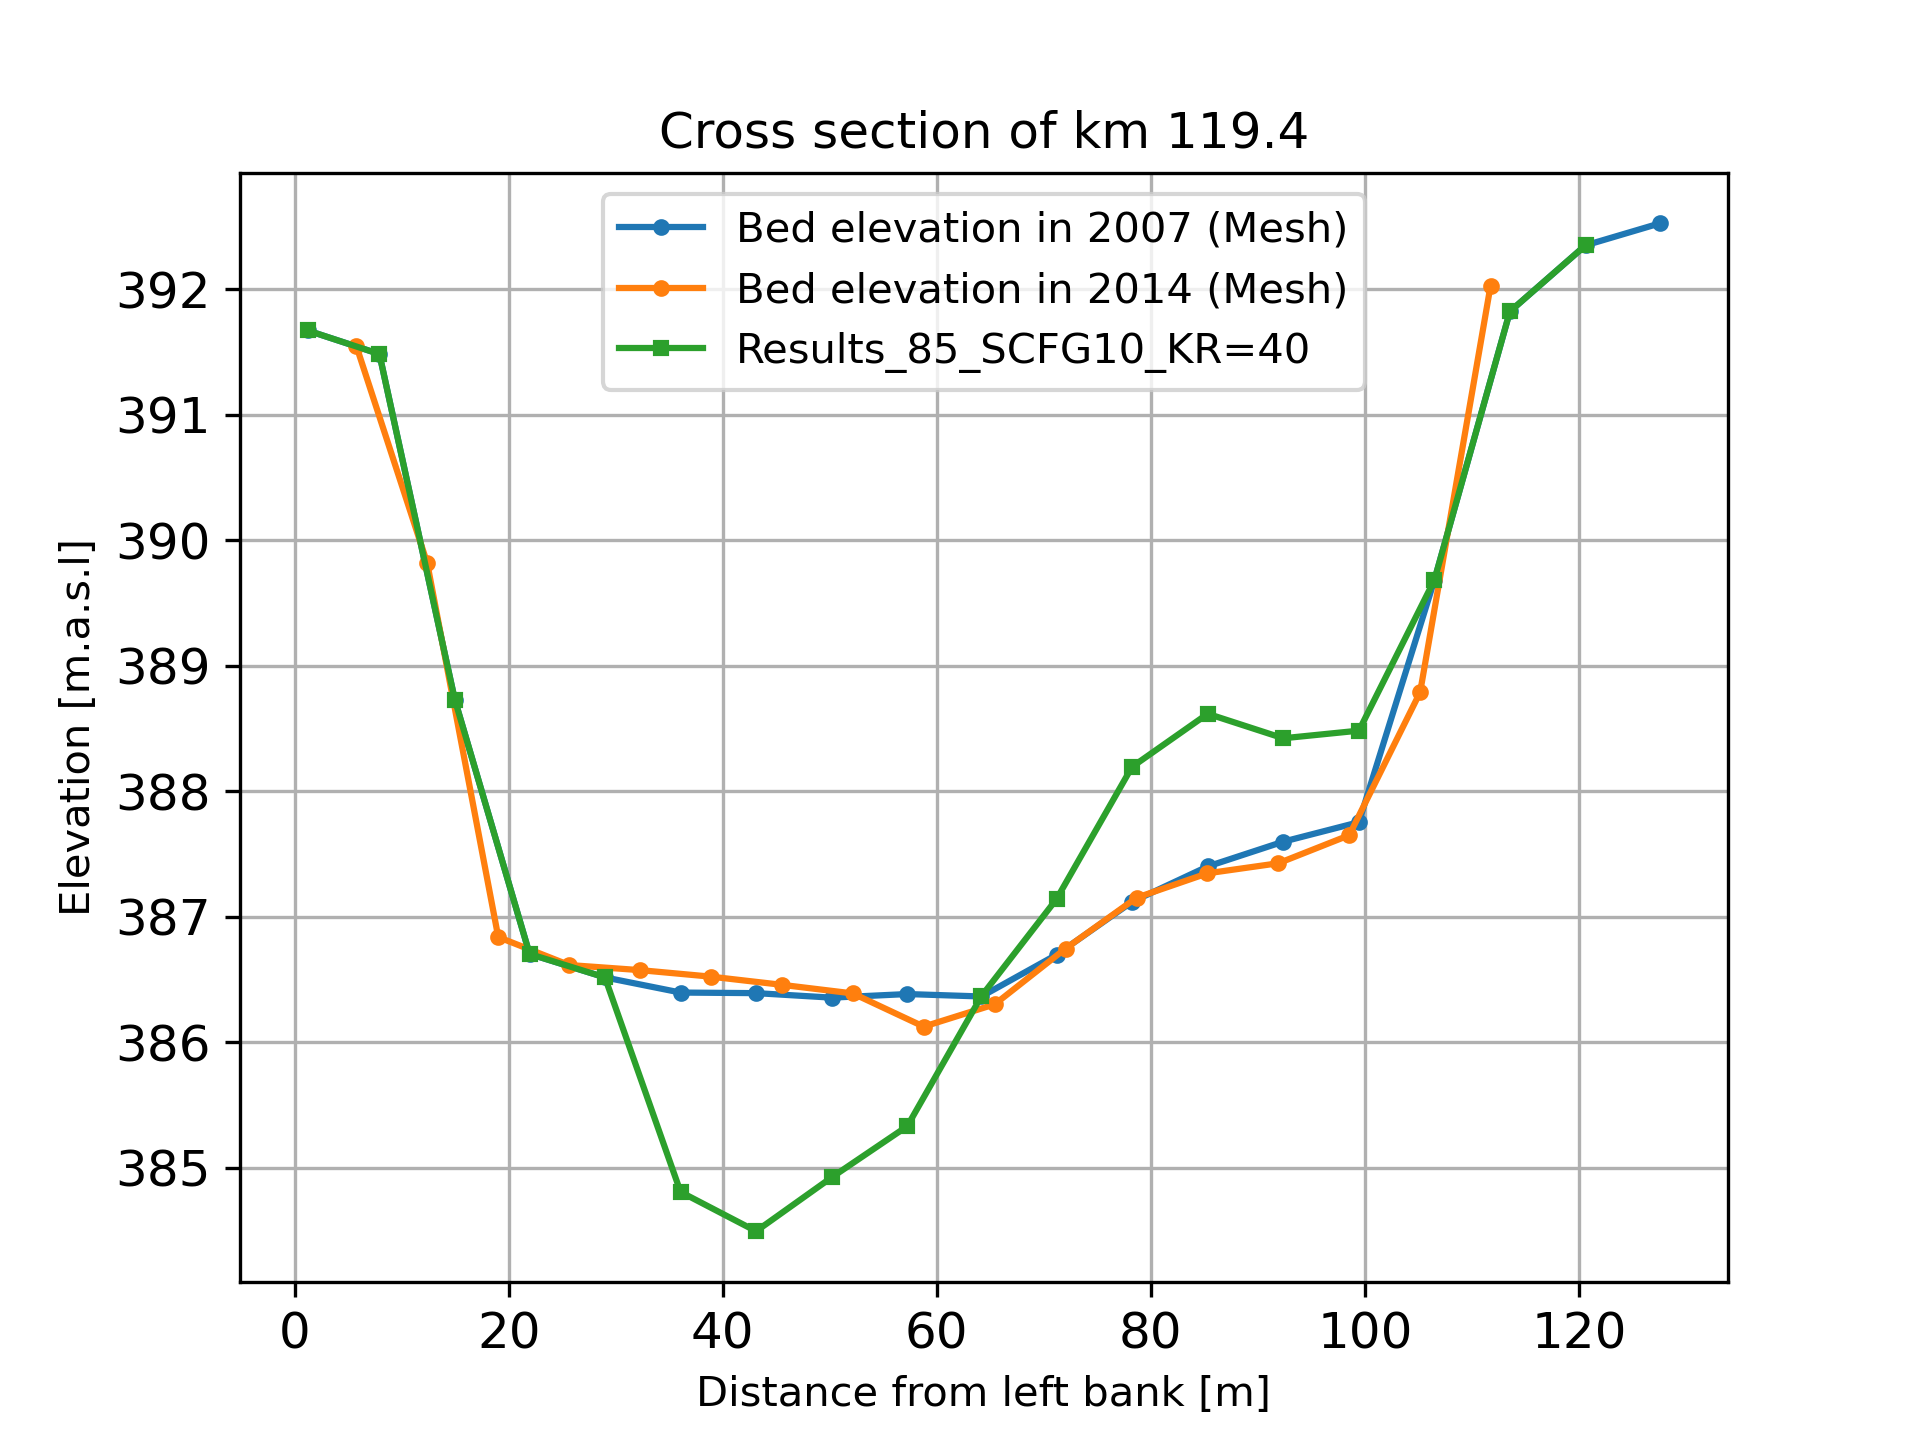 Cross section of km 119.4
Bed elevation in 2007 (Mesh)
Bed elevation in 2014 (Mesh)
Results_85_SCFG10_KR=40
392
391
390
389
388
387
386
385
Elevation [m.a.s.l]
0 20 40 60 80 100 120
Distance from left bank [m]